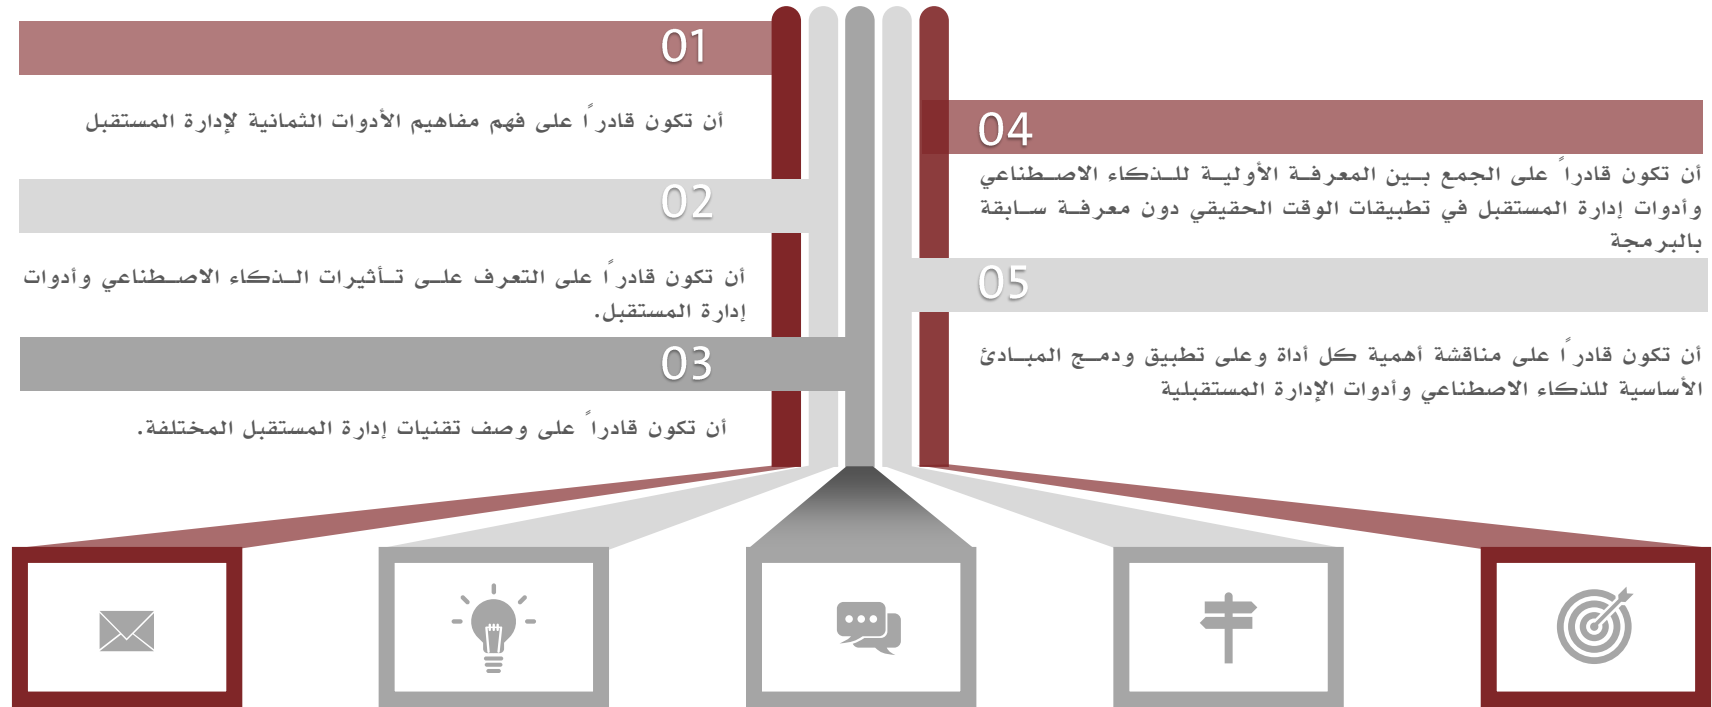 01
أن تكون قادراً على فهم مفاهيم الأدوات الثمانية لإدارة المستقبل
02
أن تكون قادرًا على التعرف على تأثيرات الذكاء الاصطناعي وأدوات
إدارة المستقبل.
03
أن تكون قادراً على وصف تقنيات إدارة المستقبل المختلفة.
04
أن تكون قادراً على الجمع بين المعرفة الأولية للذكاء الاصطناعي
وأدوات إدارة المستقبل في تطبيقات الوقت الحقيقي دون معرفة سابقة
بالبرمجة
05
أن تكون قادرًا على مناقشة أهمية كل أداة وعلى تطبيق ودمج المبادئ
الأساسية للذكاء الاصطناعي وأدوات الإدارة المستقبلية